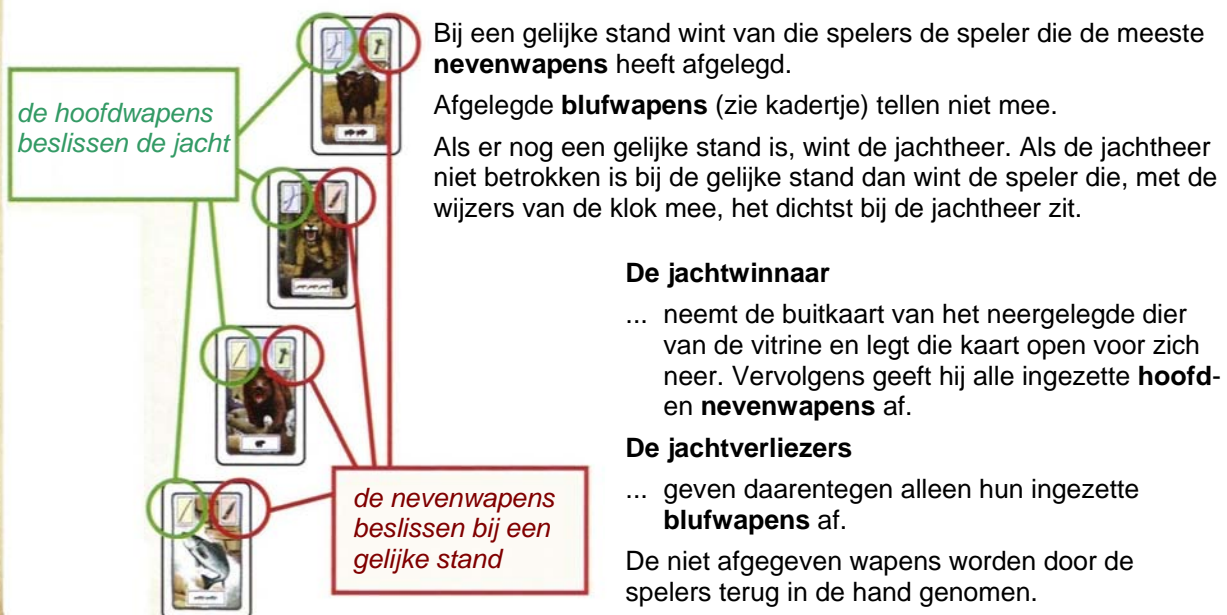 Bij een gelijke stand wint van die spelers de speler die de meeste
nevenwapens heeft afgelegd.
Afgelegde blufwapens (zie kadertje) tellen niet mee.
Als er nog een gelijke stand is, wint de jachtheer. Als de jachtheer
niet betrokken is bij de gelijke stand dan wint de speler die, met de
wijzers van de klok mee, het dichtst bij de jachtheer zit.
de hoofdwapens
beslissen de jacht
De jachtwinnaar
... neemt de buitkaart van het neergelegde dier
van de vitrine en legt die kaart open voor zich
neer. Vervolgens geeft hij alle ingezette hoofd-
en nevenwapens af.
De jachtverliezers
... geven daarentegen alleen hun ingezette
blufwapens af.
De niet afgegeven wapens worden door de
spelers terug in de hand genomen.
de nevenwapens
beslissen bij een
gelijke stand